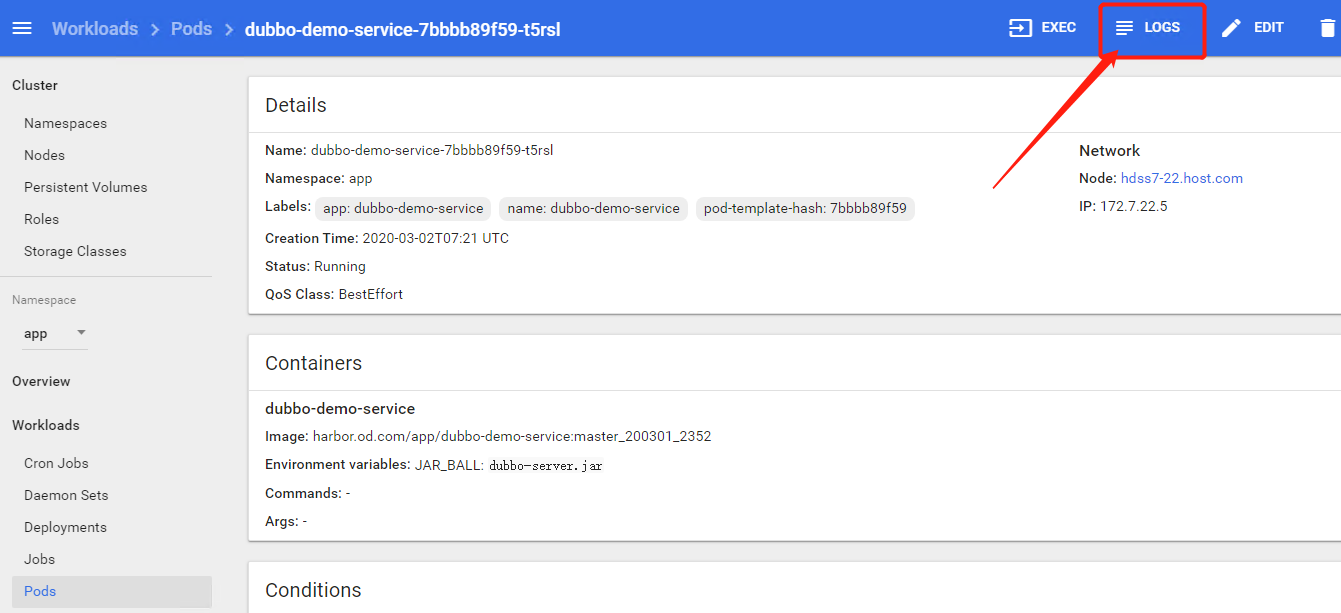 Workloads > Pods > dubbo-demo-service-7bbbb89f59-t5rsl EXEC LOGS EDIT
Cluster
Namespaces
Nodes
Persistent Volumes
Roles
Storage Classes
Namespace
app
Overview
Workloads
Cron Jobs
Daemon Sets
Deployments
Jobs
Pods
Details
Name: dubbo-demo-service-7bbbb89f59-t5rsl
Namespace: app
Labels: app: dubbo-demo-service name: dubbo-demo-service pod-template-hash: 7bbbb89f59
Creation Time: 2020-03-02T07:21 UTC
Status: Running
QoS Class: BestEffort
Network
Node: hdss7-22.host.com
IP: 172.7.22.5
Containers
dubbo-demo-service
Image: harbor.od.com/app/dubbo-demo-service:master_200301_2352
Environment variables: JAR_BALL: dubbo-server.jar
Commands: -
Args: -
Conditions